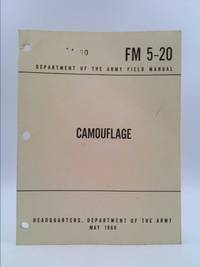 FM 5-20
DEPARTMENT OF THE ARMY FIELD MANUAL
CAMOUFLAGE
HEADQUARTERS, DEPARTMENT OF THE ARMY
MAY 1968